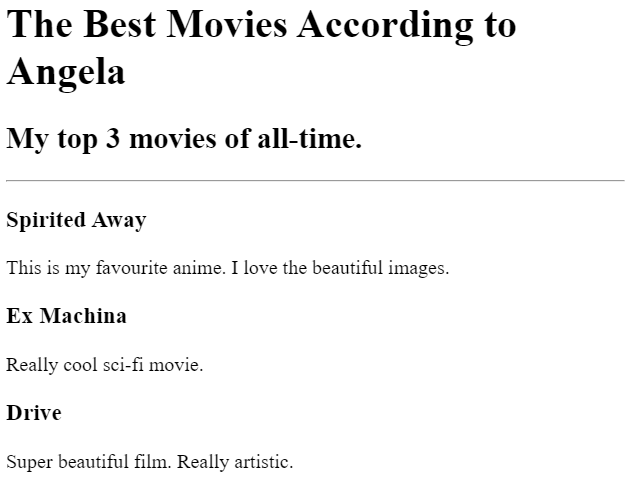 The Best Movies According to
Angela
My top 3 movies of all-time.
Spirited Away
This is my favourite anime. I love the beautiful images.
Ex Machina
Really cool sci-fi movie.
Drive
Super beautiful film. Really artistic.